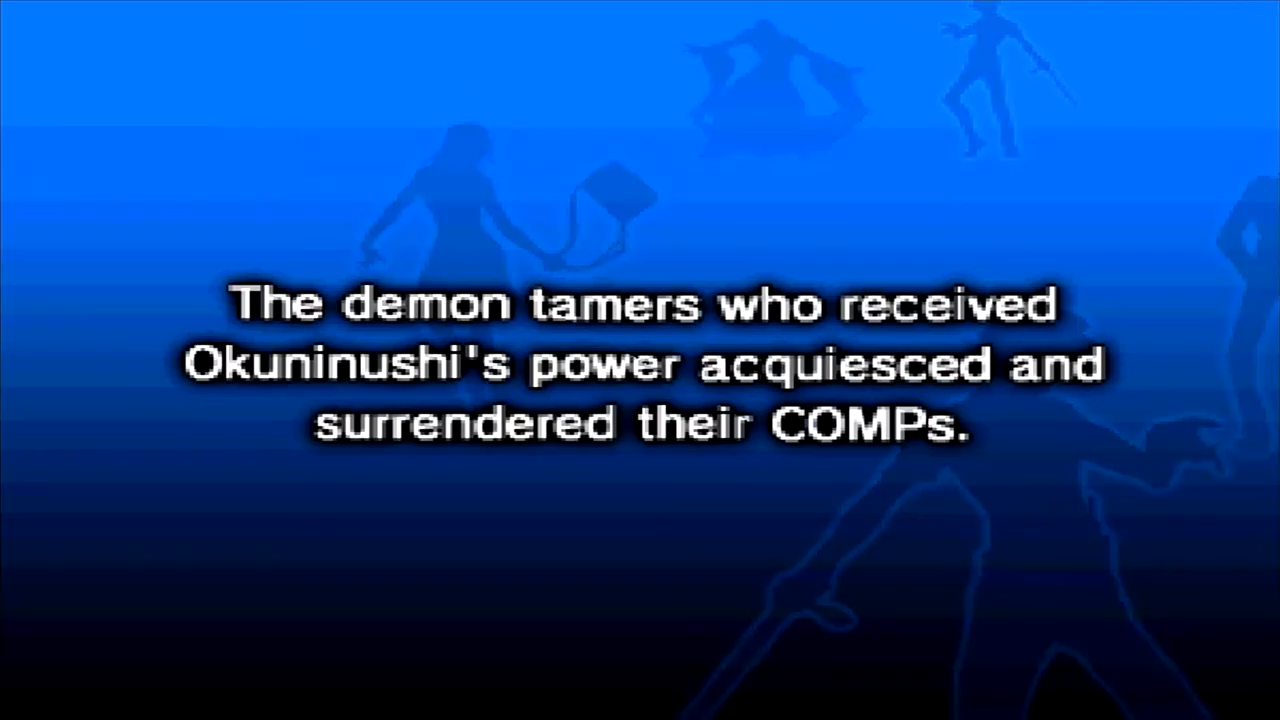 The demon tamers who received
Okuninushi's power acquiesced and
surrendered their COMPs.